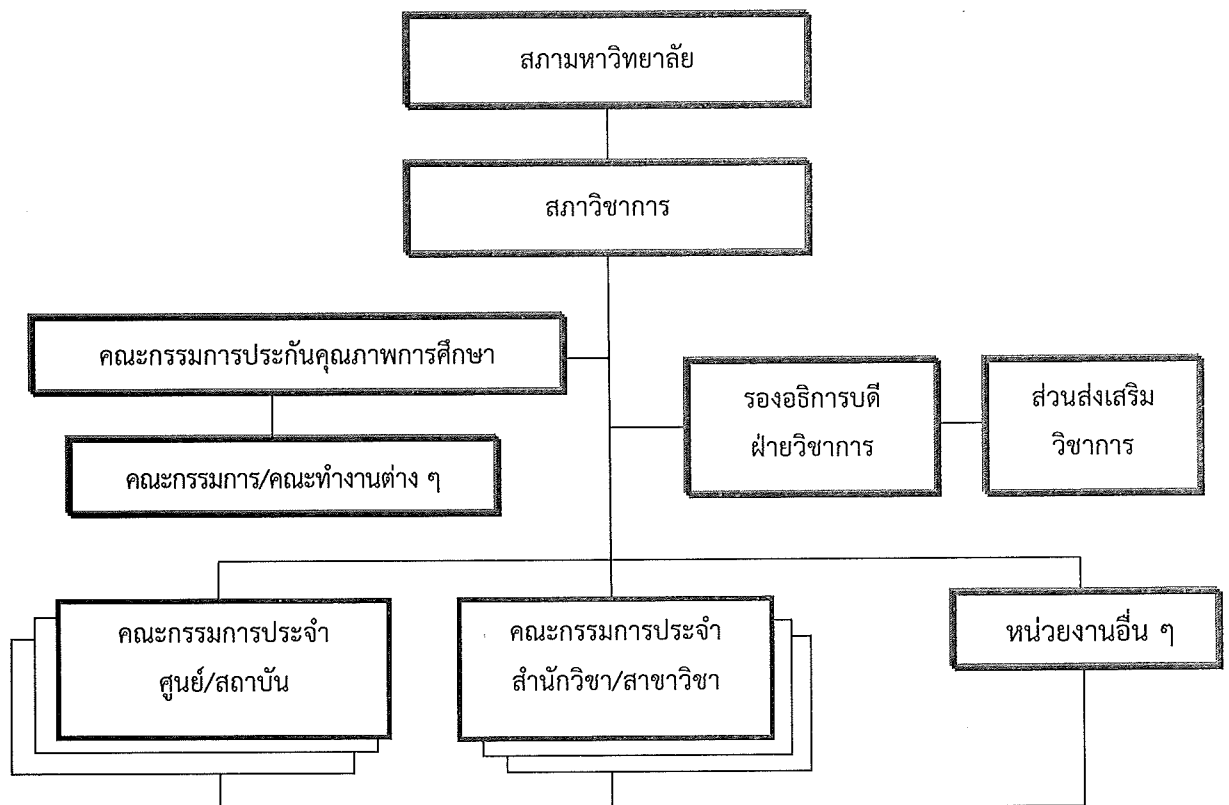 สภามหาวิทยาลัย
สภาวิชาการ
คณะกรรมการประกันคุณภาพการศึกษา
คณะกรรมการ/คณะทำงานต่าง ๆ
รองอธิการบดี
ฝ่ายวิชาการ
ส่วนส่งเสริม
วิชาการ
คณะกรรมการประจำ
ศูนย์/สถาบัน
คณะกรรมการประจำ
สำนักวิชา/สาขาวิชา
หน่วยงานอื่น ๆ